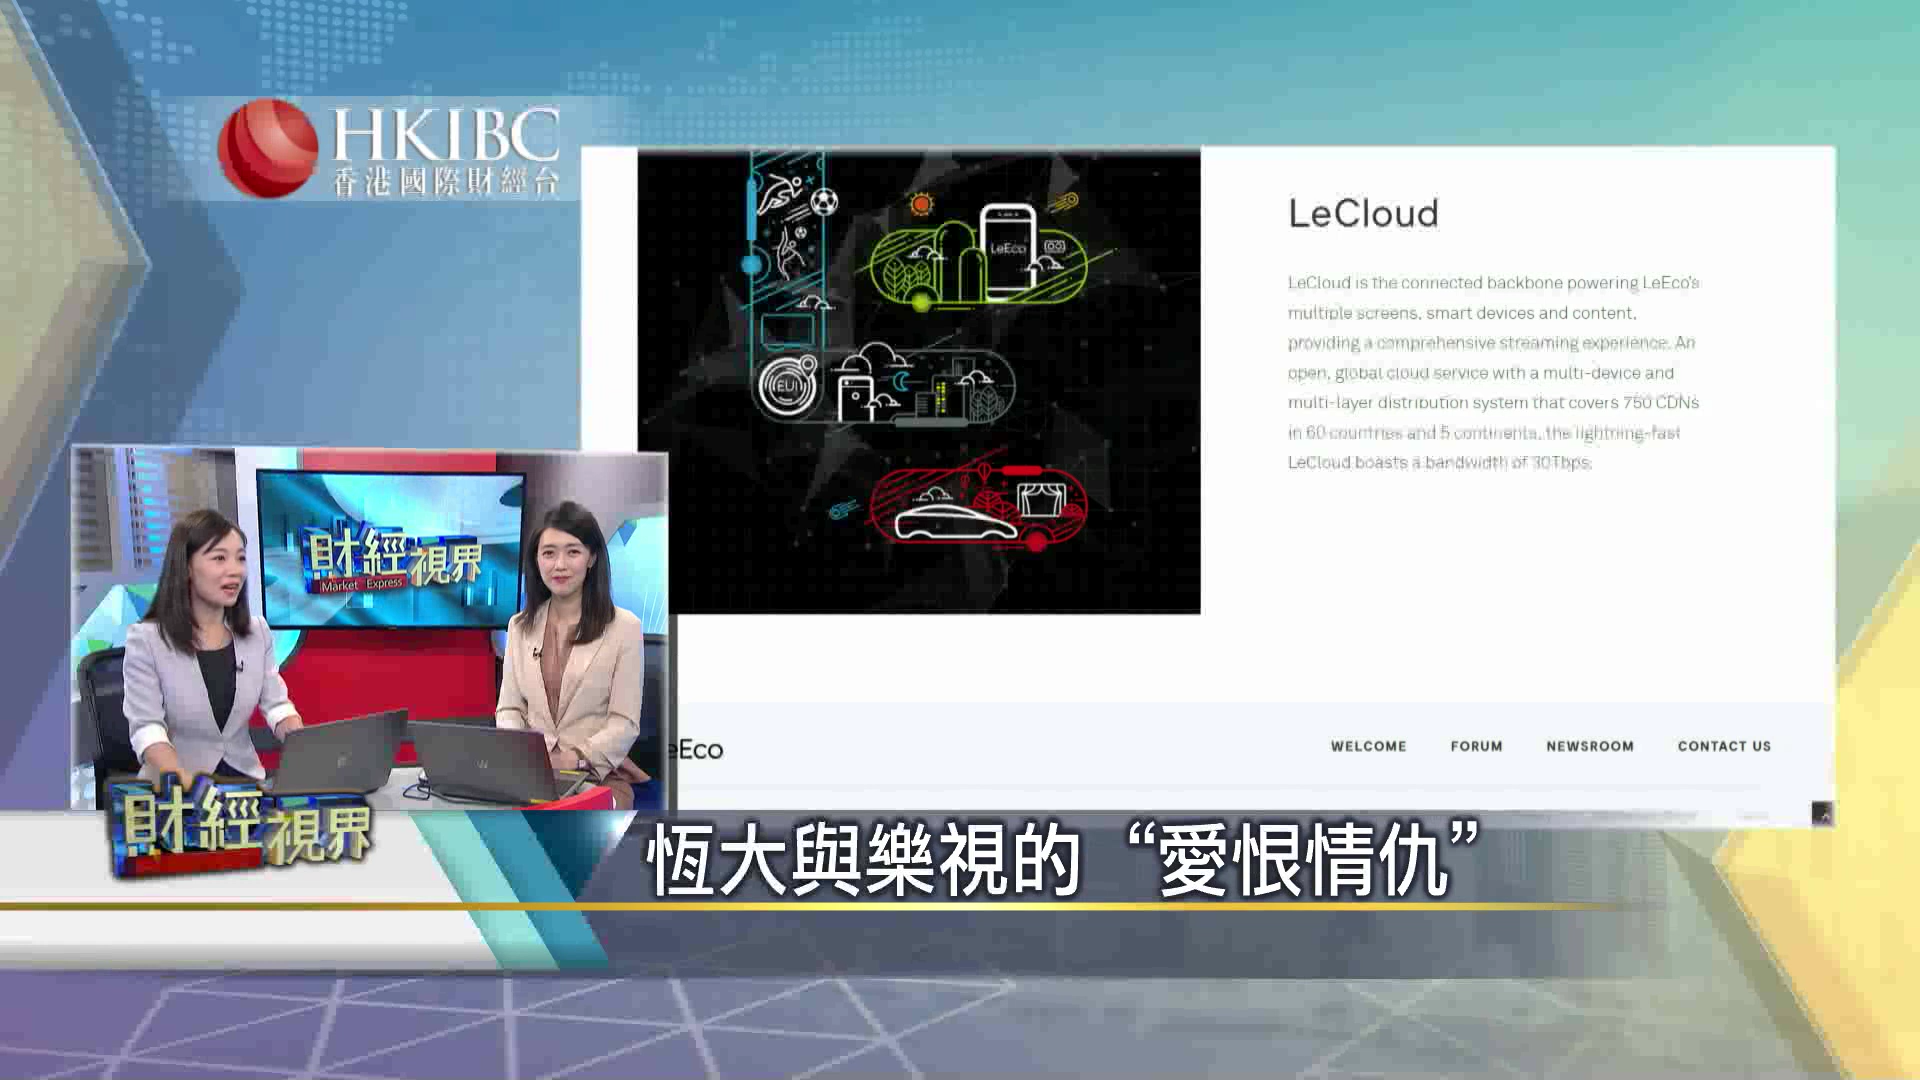 HKIBC
香港國際財經台
LeEco
EUI
LeCloud
LeCloud is the connected backbone powering LeEco's
multiple screens, smart devices and content,
providing a comprehensive streaming experience. An
open, global cloud service with a multi-device and
multi-layer distribution system that covers 750 CDNs
in 60 countries and 5 continents, the lightning-fast
LeCloud boasts a bandwidth of 30Tbps.
財經視界
Market Express
eEco
WELCOME FORUM NEWSROOM CONTACT US
財經視界
恆大與樂視的“愛恨情仇”